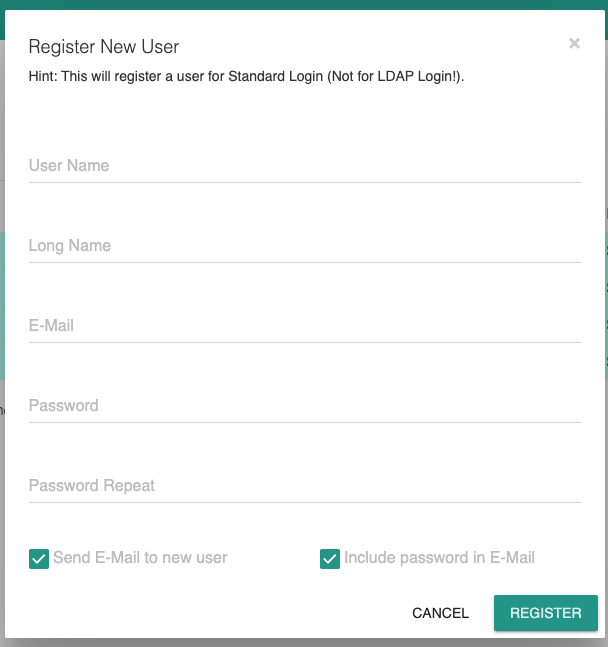 Register New User
Hint: This will register a user for Standard Login (Not for LDAP Login!).
User Name
Long Name
E-Mail
Password
Password Repeat
Send E-Mail to new user
Include password in E-Mail
CANCEL
REGISTER